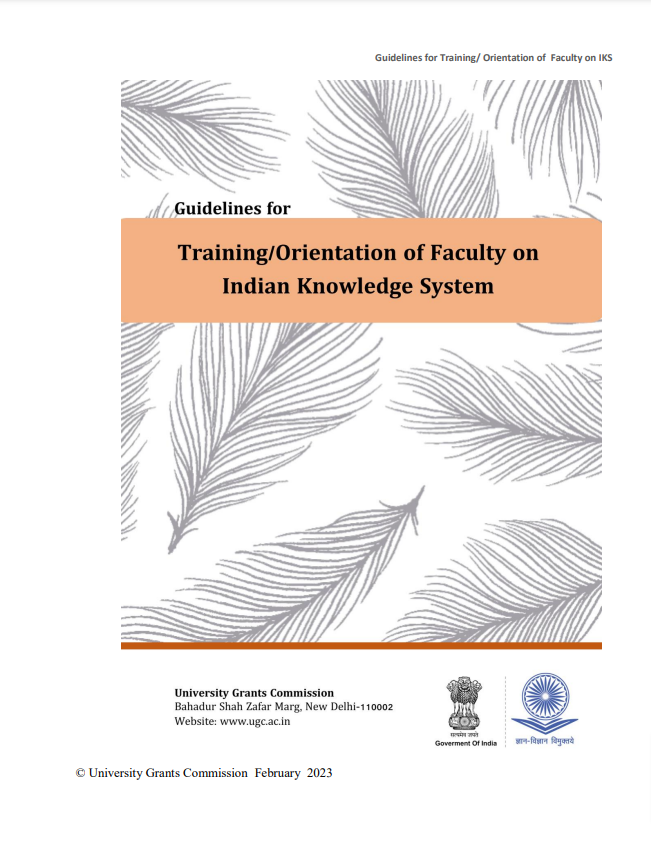 Guidelines for Training/ Orientation of Faculty on IKS
Guidelines for
Training/Orientation of Faculty on
Indian Knowledge System
University Grants Commission
Bahadur Shah Zafar Marg, New Delhi-110002
Website: www.ugc.ac.in
सत्यमेव जयते
Goverment Of India
ज्ञान-विज्ञान विमुक्तये
© University Grants Commission February 2023